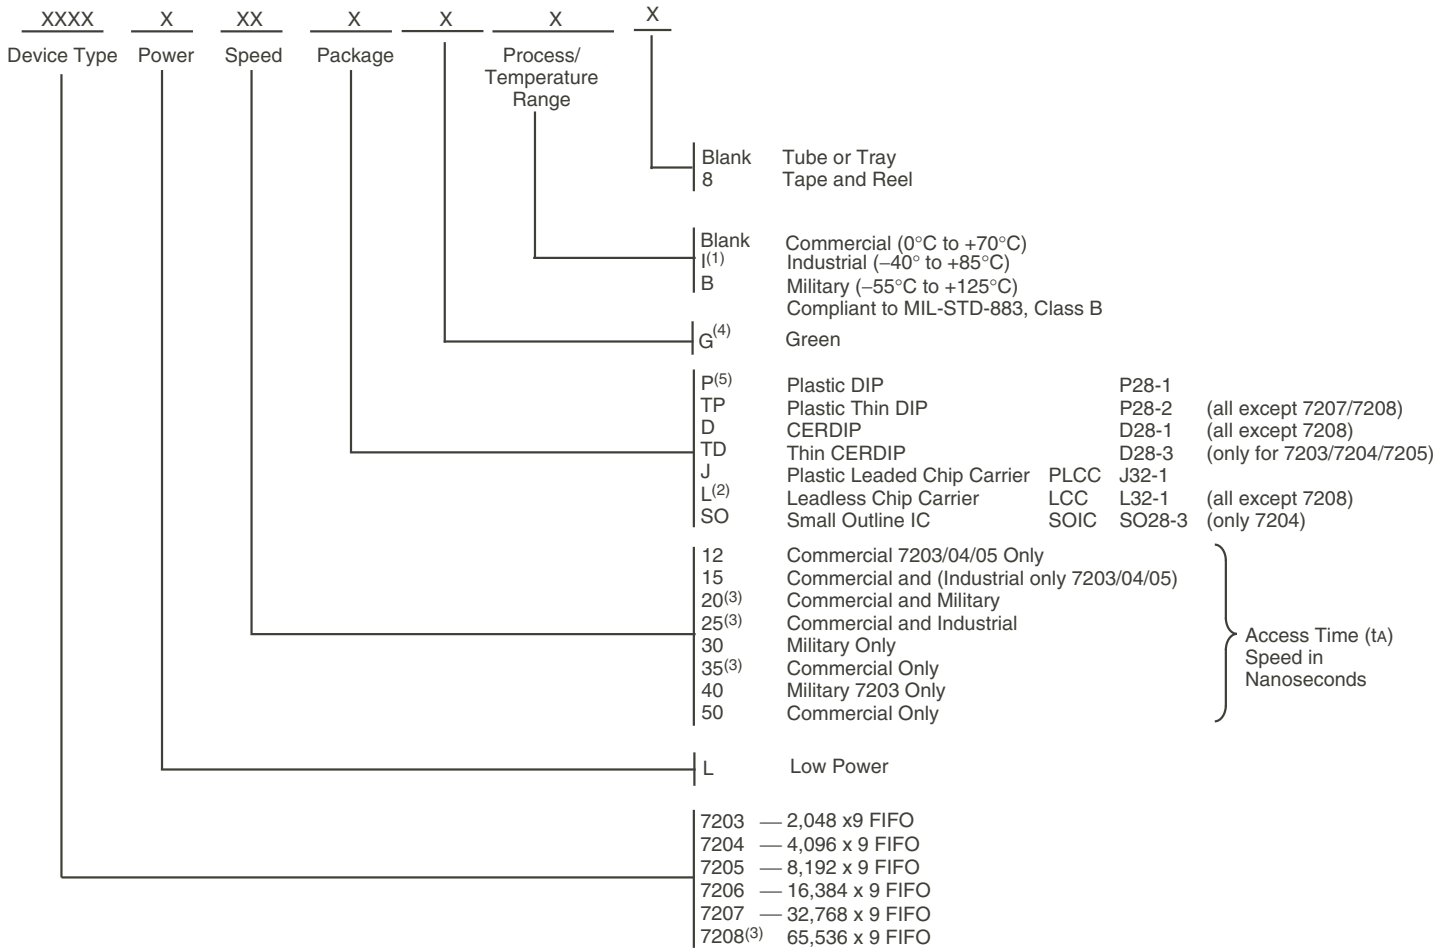 XXXX X XX X X X X
Device Type Power Speed Package Process/
Temperature
Range
Blank Tube or Tray
8 Tape and Reel
Blank Commercial (0°C to +70°C)
I(1) Industrial (–40° to +85°C)
B Military (–55°C to +125°C)
Compliant to MIL-STD-883, Class B
G(4) Green
P(5) Plastic DIP P28-1
TP Plastic Thin DIP P28-2 (all except 7207/7208)
D CERDIP D28-1 (all except 7208)
TD Thin CERDIP D28-3 (only for 7203/7204/7205)
J Plastic Leaded Chip Carrier PLCC J32-1
L(2) Leadless Chip Carrier LCC L32-1 (all except 7208)
SO Small Outline IC SOIC SO28-3 (only 7204)
12 Commercial 7203/04/05 Only
15 Commercial and (Industrial only 7203/04/05)
20(3) Commercial and Military
25(3) Commercial and Industrial
30 Military Only
35(3) Commercial Only
40 Military 7203 Only
50 Commercial Only
Access Time (tA)
Speed in
Nanoseconds
L Low Power
7203 — 2,048 x9 FIFO
7204 — 4,096 x 9 FIFO
7205 — 8,192 x 9 FIFO
7206 — 16,384 x 9 FIFO
7207 — 32,768 x 9 FIFO
7208(3) 65,536 x 9 FIFO